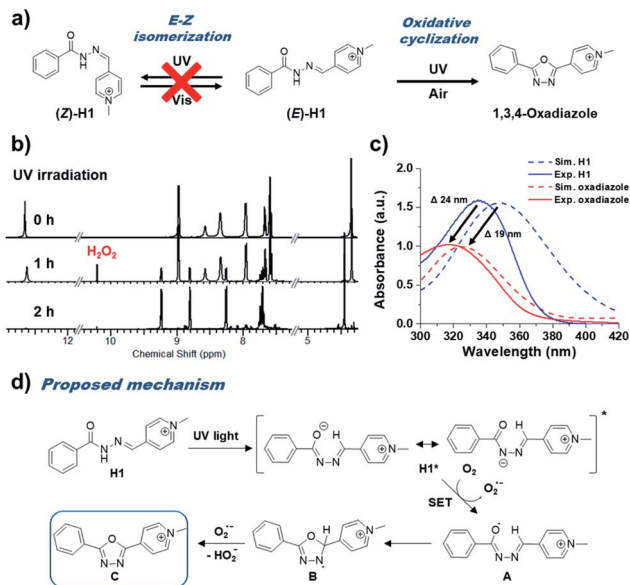 a)
E-Z
isomerization
UV
Vis
Oxidative
cyclization
UV
Air
O
N
NH
N
CH₃
(Z)-H1
O
N
H
N
N
(E)-H1
O
N-N
N
1,3,4-Oxadiazole
b)
UV irradiation
0 h
1 h
H₂O₂
2 h
12 9 8 6 5
Chemical Shift (ppm)
c)
Sim. H1
Exp. H1
Sim. oxadiazole
Exp. oxadiazole
Δ 24 nm
Δ 19 nm
2.0
1.5
1.0
0.5
0.0
Absorbance (a.u.)
300 320 340 360 380 400 420
Wavelength (nm)
d) Proposed mechanism
H1
UV light
H1*
O₂
O₂•−
SET
A
B
O₂•−
- HO₂−
C